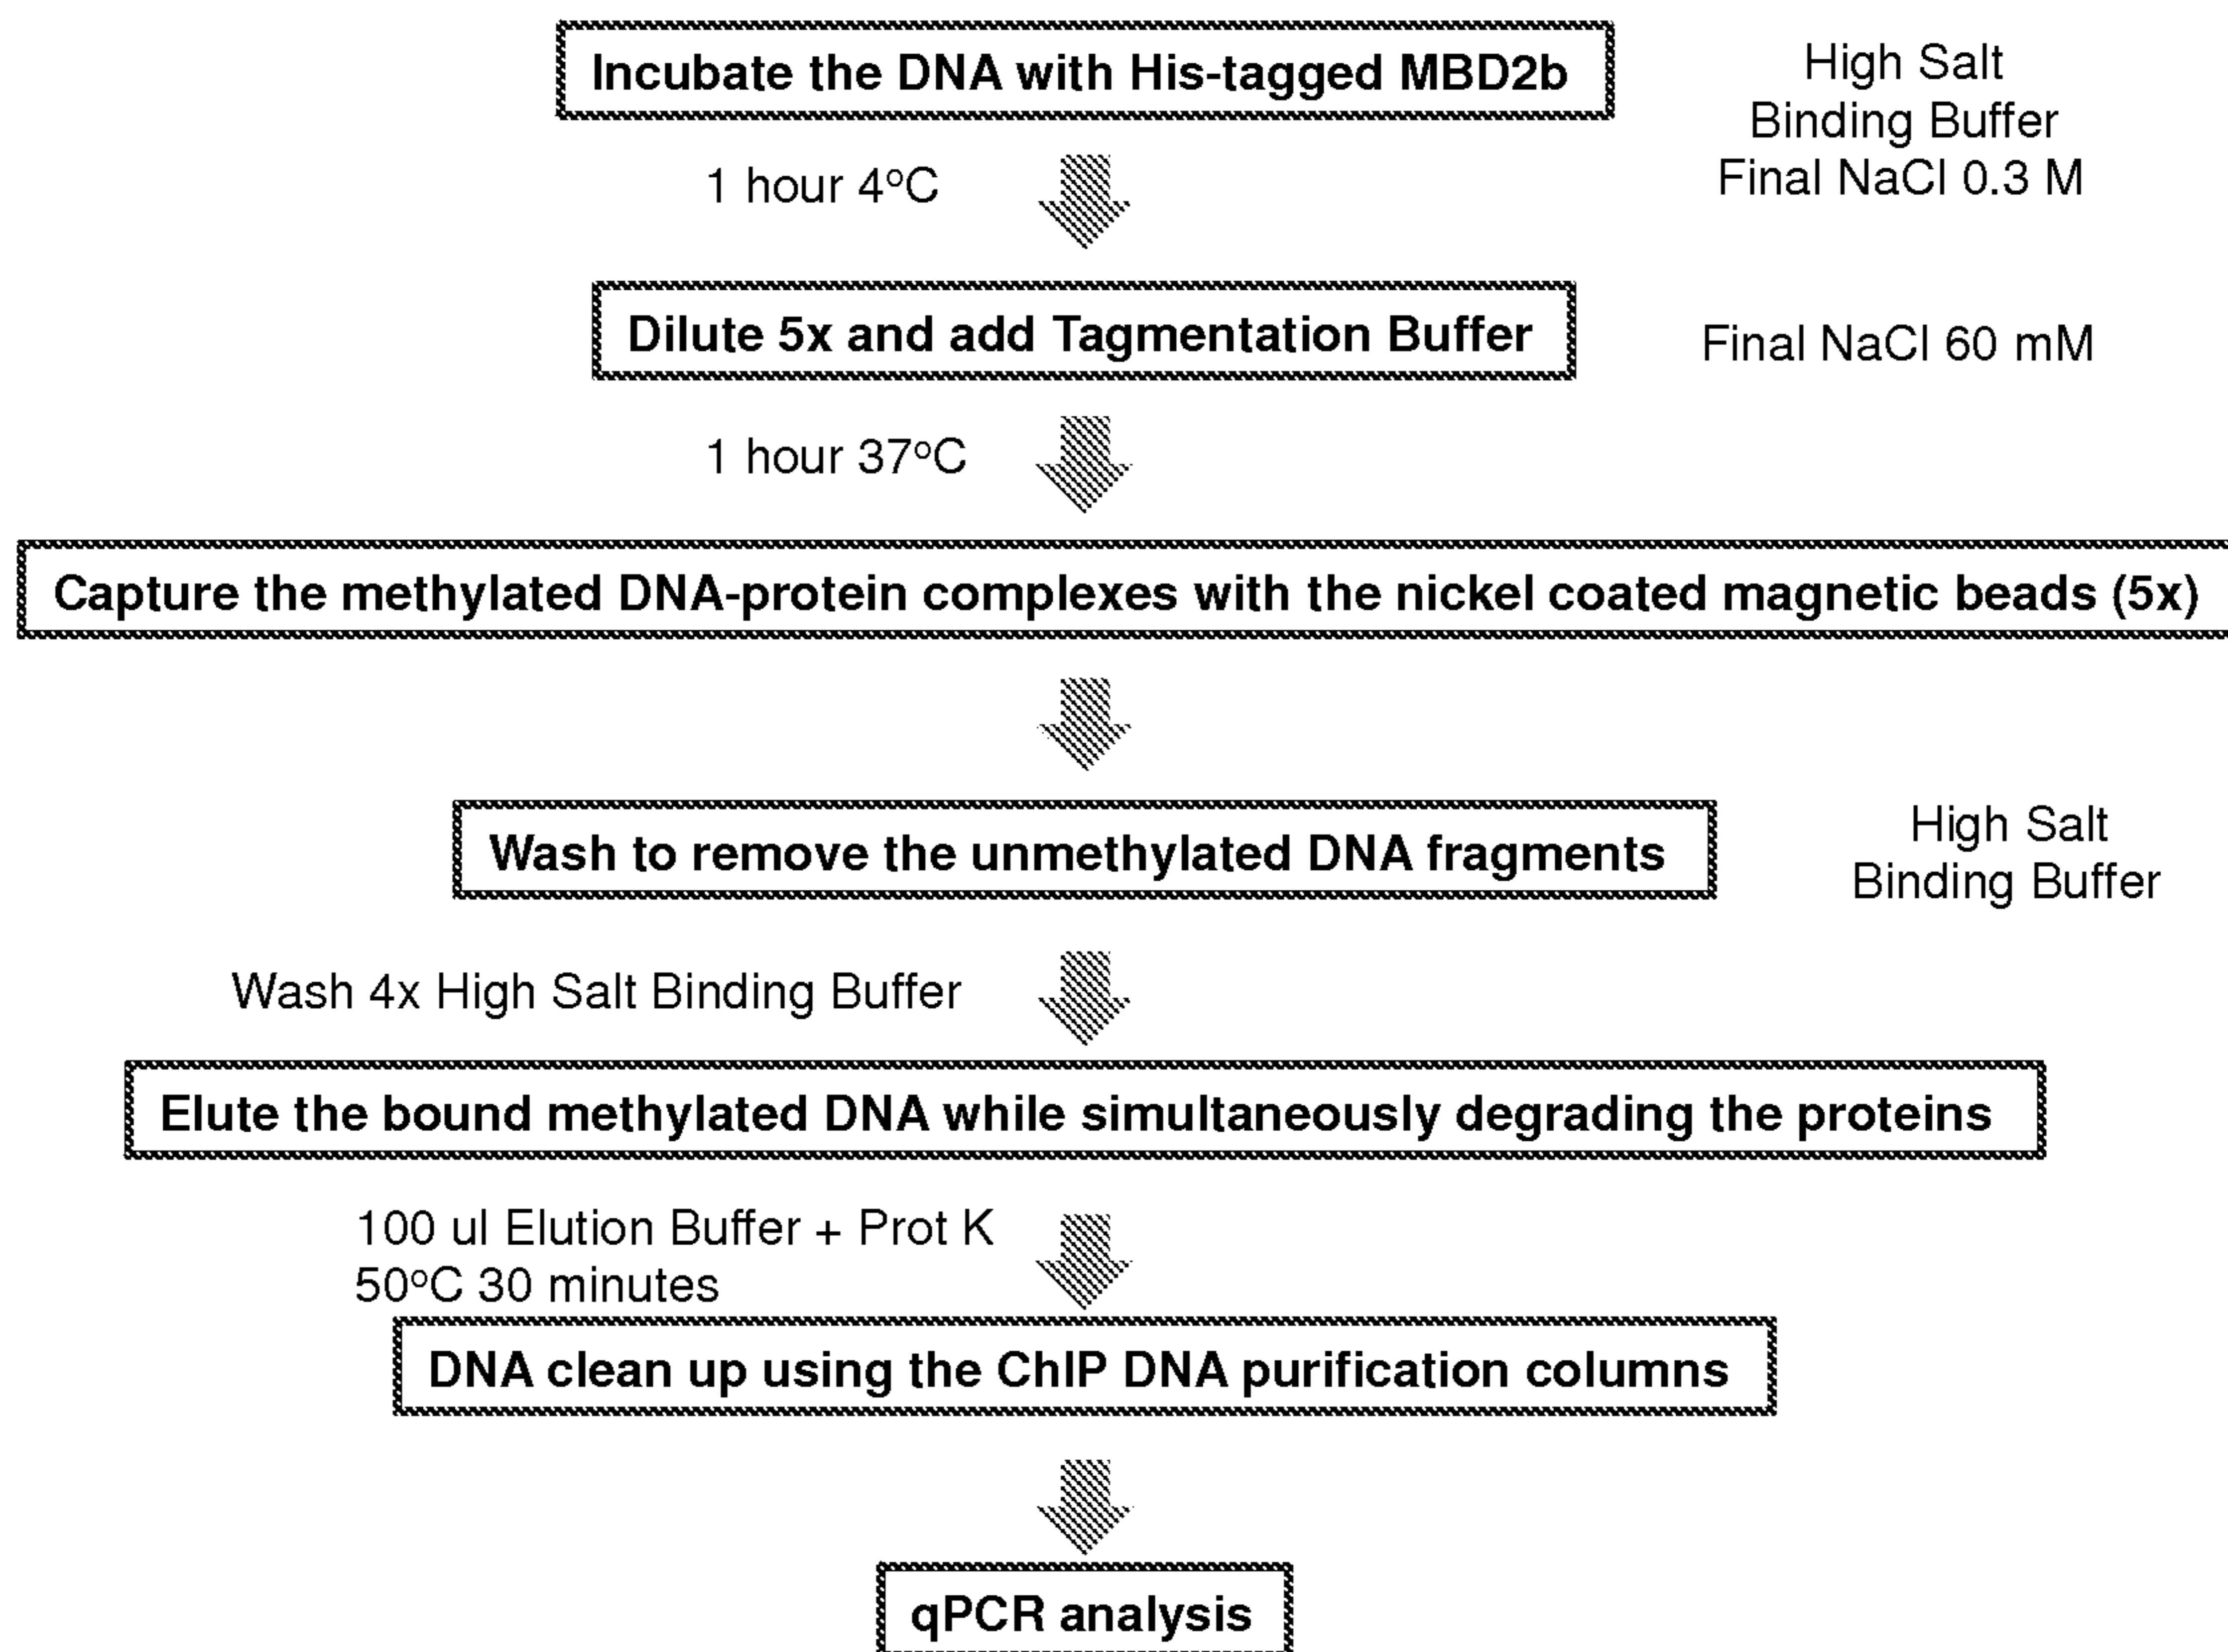 Incubate the DNA with His-tagged MBD2b
High Salt
Binding Buffer
Final NaCl 0.3 M
1 hour 4°C
Dilute 5x and add Tagmentation Buffer
Final NaCl 60 mM
1 hour 37°C
Capture the methylated DNA-protein complexes with the nickel coated magnetic beads (5x)
Wash to remove the unmethylated DNA fragments
High Salt
Binding Buffer
Wash 4x High Salt Binding Buffer
Elute the bound methylated DNA while simultaneously degrading the proteins
100 ul Elution Buffer + Prot K
50°C 30 minutes
DNA clean up using the ChIP DNA purification columns
qPCR analysis